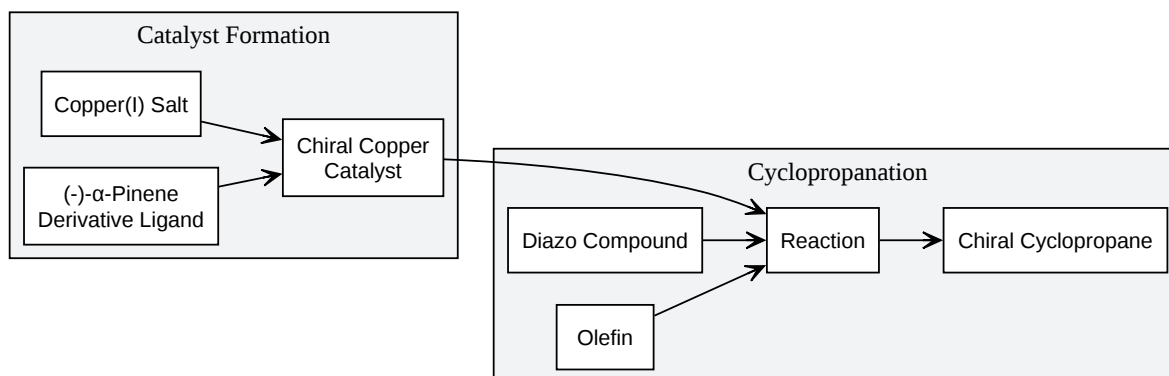 Catalyst Formation
Copper(I) Salt
(-)-α-Pinene
Derivative Ligand
Chiral Copper
Catalyst
Cyclopropanation
Diazo Compound
Olefin
Reaction
Chiral Cyclopropane